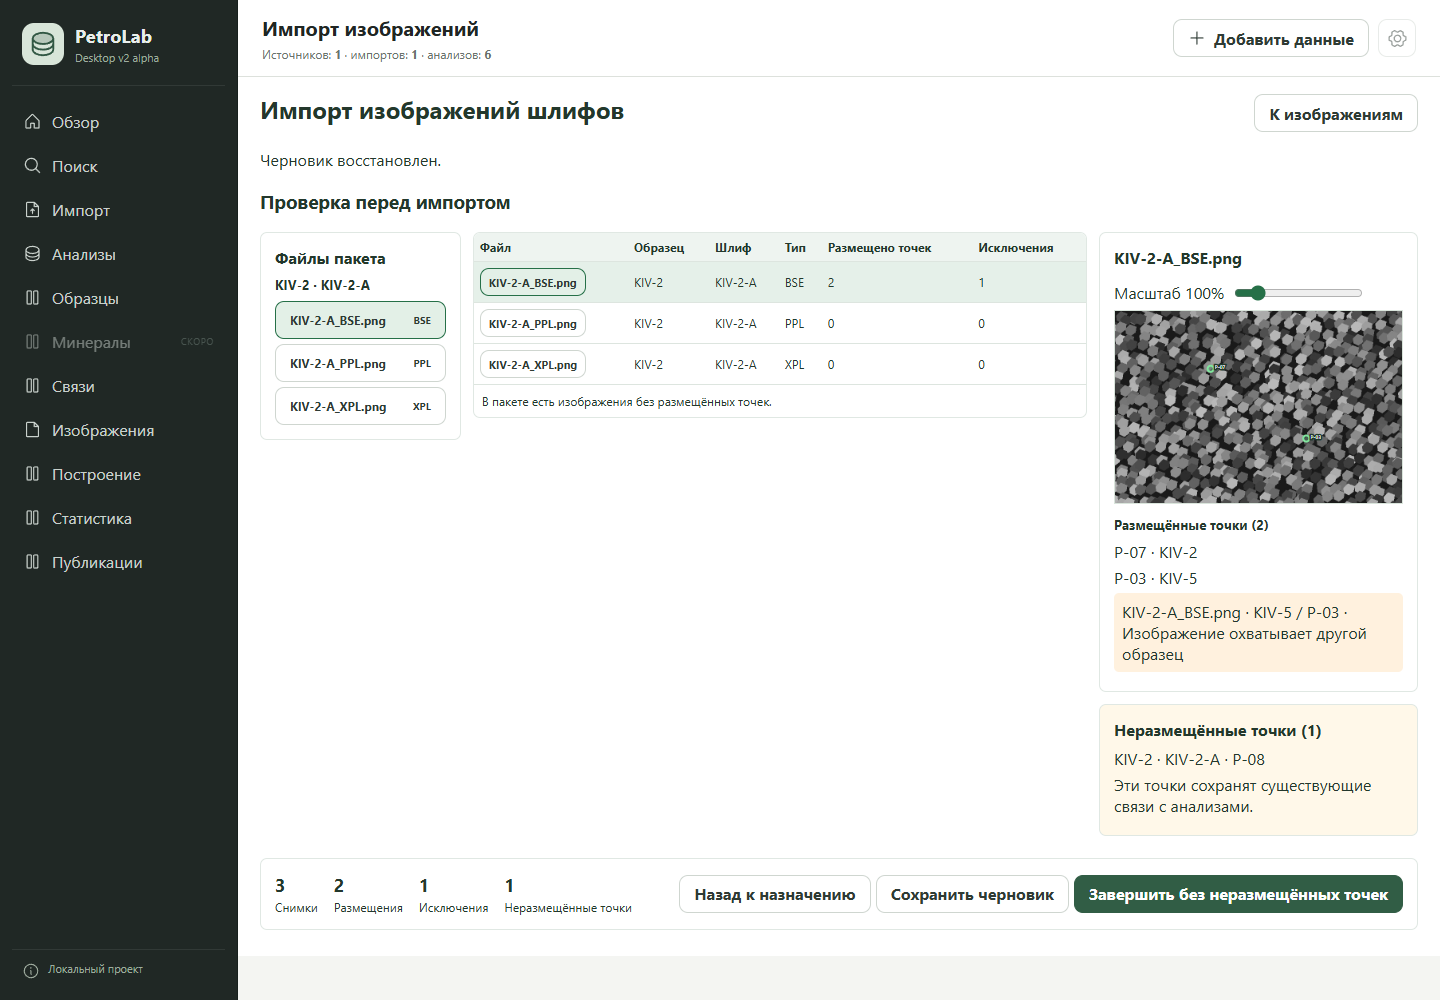 PetroLab
Desktop v2 alpha
Обзор
Поиск
Импорт
Анализы
Образцы
Минералы СКОРО
Связи
Изображения
Построение
Статистика
Публикации
Локальный проект
Импорт изображений
Источников: 1 · импортов: 1 · анализов: 6
Добавить данные
Импорт изображений шлифов
К изображениям
Черновик восстановлен.
Проверка перед импортом
Файлы пакета
KIV-2 · KIV-2-A
KIV-2-A_BSE.png BSE
KIV-2-A_PPL.png PPL
KIV-2-A_XPL.png XPL
Файл Образец Шлиф Тип Размещено точек Исключения
KIV-2-A_BSE.png KIV-2 KIV-2-A BSE 2 1
KIV-2-A_PPL.png KIV-2 KIV-2-A PPL 0 0
KIV-2-A_XPL.png KIV-2 KIV-2-A XPL 0 0
В пакете есть изображения без размещённых точек.
KIV-2-A_BSE.png
Масштаб 100%
P-07
P-03
Размещённые точки (2)
P-07 · KIV-2
P-03 · KIV-5
KIV-2-A_BSE.png · KIV-5 / P-03 ·
Изображение охватывает другой
образец
Неразмещённые точки (1)
KIV-2 · KIV-2-A · P-08
Эти точки сохранят существующие
связи с анализами.
3 2 1 1
Снимки Размещения Исключения Неразмещённые точки
Назад к назначению
Сохранить черновик
Завершить без неразмещённых точек